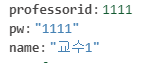 professorid: 1111
pw: "1111"
name: "교수1"